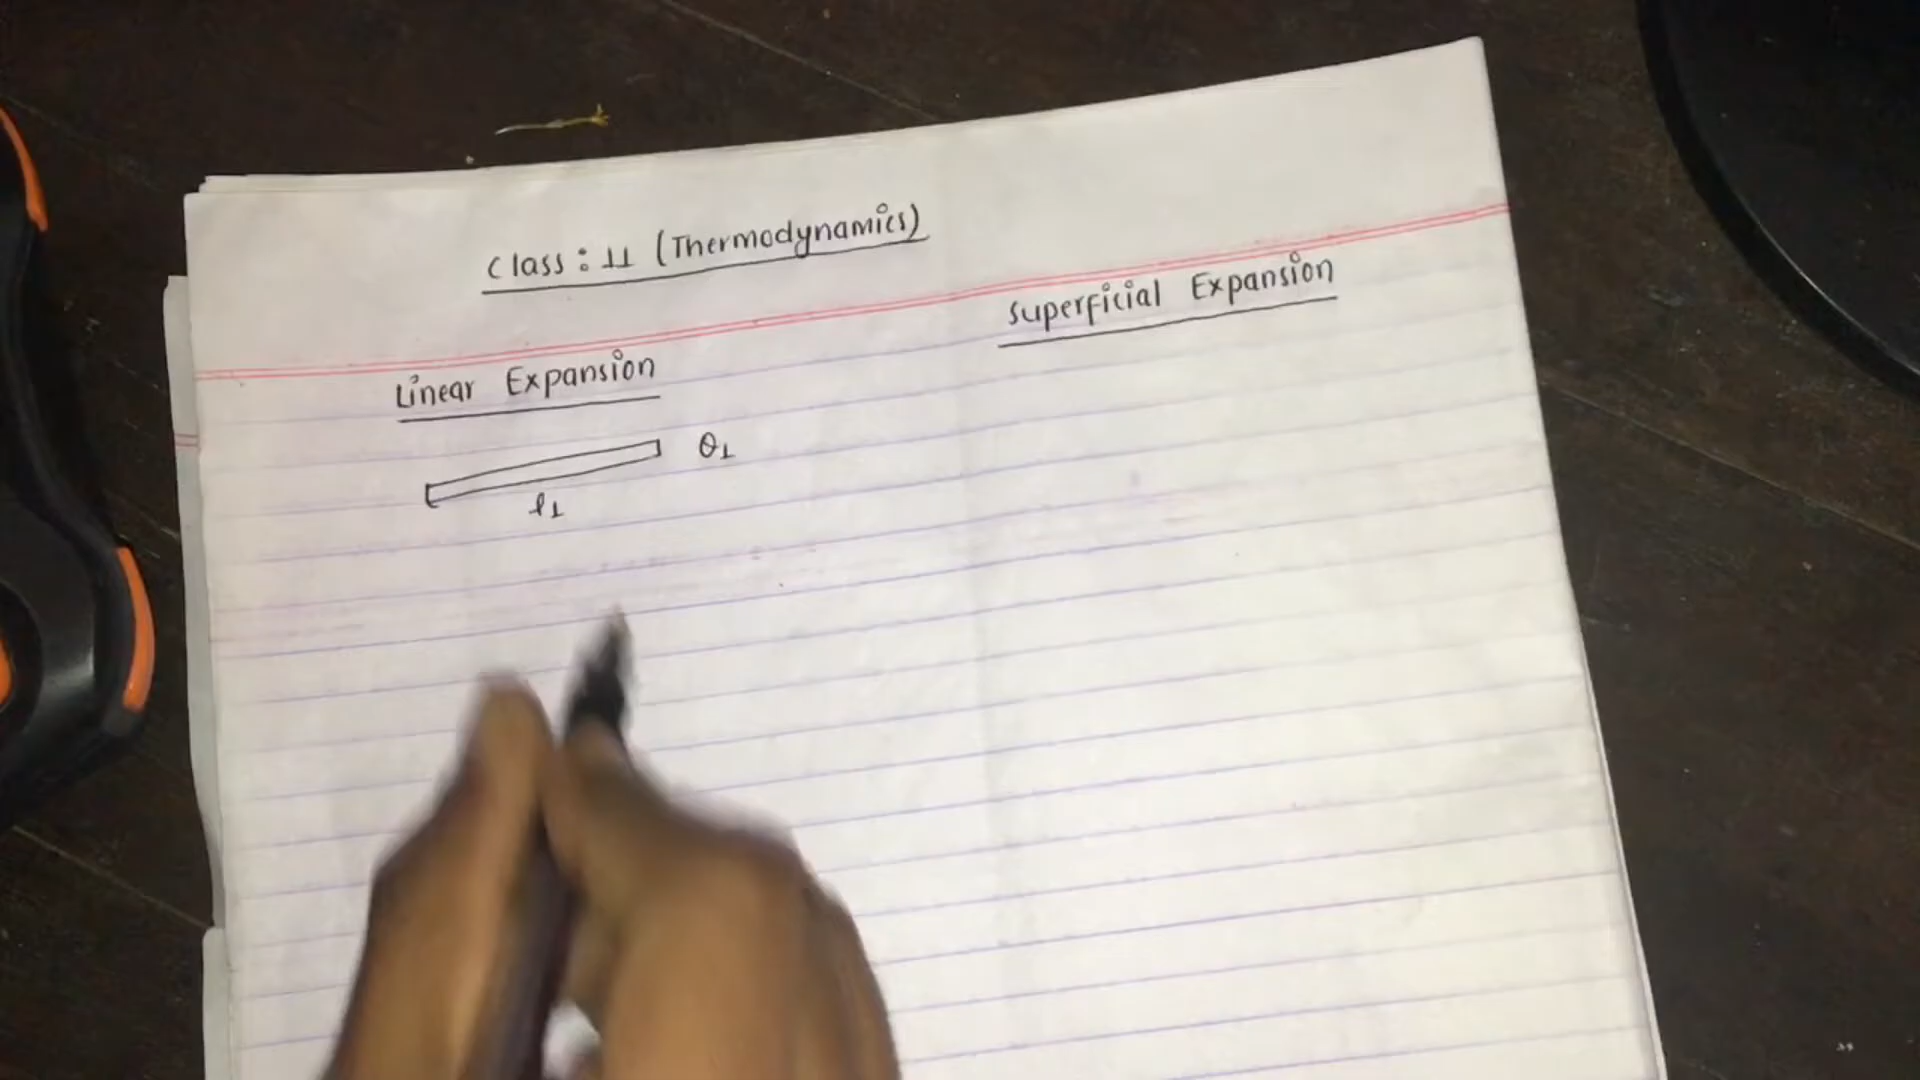 Class : 11 (Thermodynamics)
Superficial Expansion
Linear Expansion
θ₁
l₁